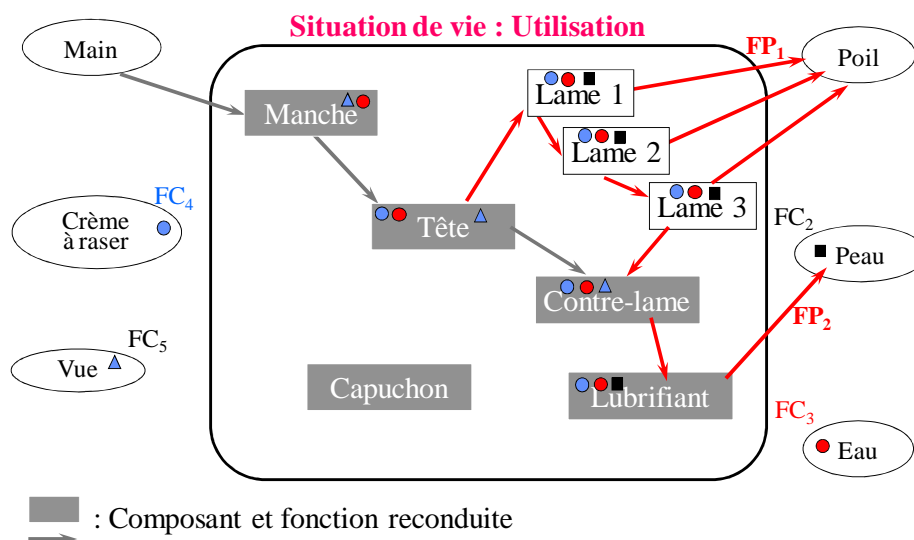 Situation de vie : Utilisation
Main
FP1
Poil
Lame 1
Manche
Lame 2
Lame 3
FC4
Crème
à raser
Tête
FC2
Peau
Contre-lame
FP2
FC5
Vue
Capuchon
Lubrifiant
FC3
Eau
: Composant et fonction reconduite